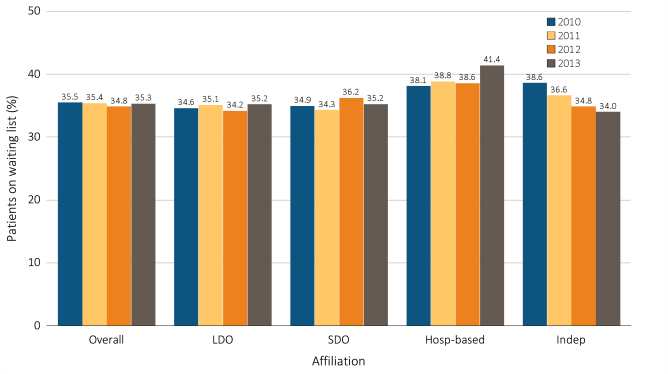 50
40
30
20
10
0
Patients on waiting list (%)
2010
2011
2012
2013
35.5 35.4 34.8 35.3
34.6 35.1 34.2 35.2
34.9 34.3 36.2 35.2
38.1 38.8 38.6 41.4
38.6 36.6 34.8 34.0
Overall LDO SDO Hosp-based Indep
Affiliation